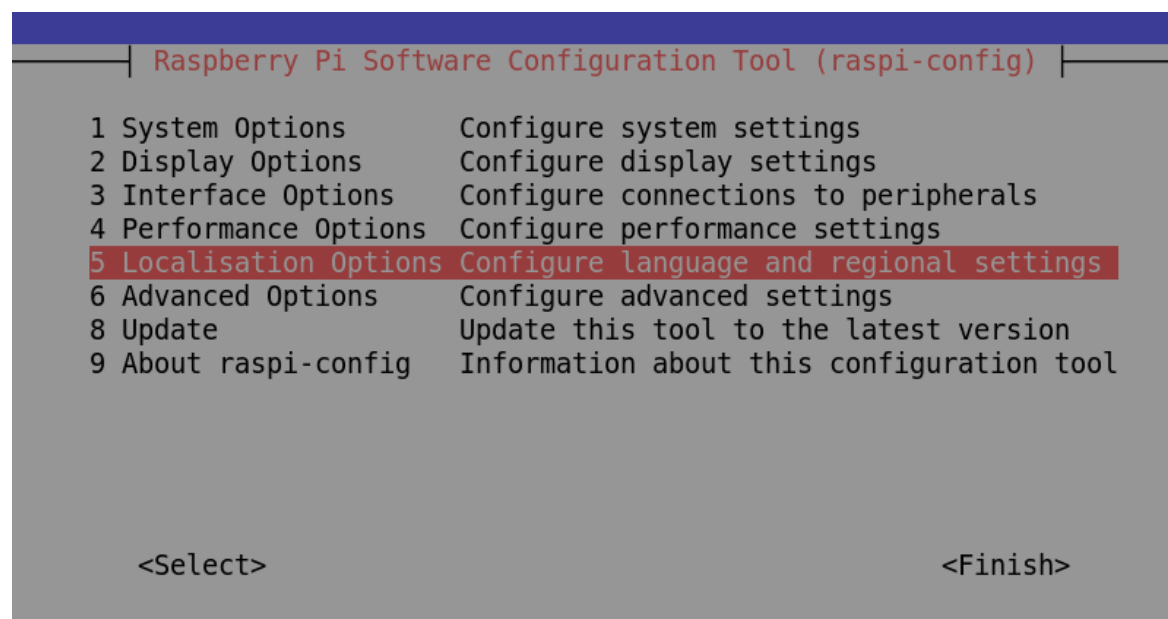 Raspberry Pi Software Configuration Tool (raspi-config)
1 System Options Configure system settings
2 Display Options Configure display settings
3 Interface Options Configure connections to peripherals
4 Performance Options Configure performance settings
5 Localisation Options Configure language and regional settings
6 Advanced Options Configure advanced settings
8 Update Update this tool to the latest version
9 About raspi-config Information about this configuration tool
<Select> <Finish>